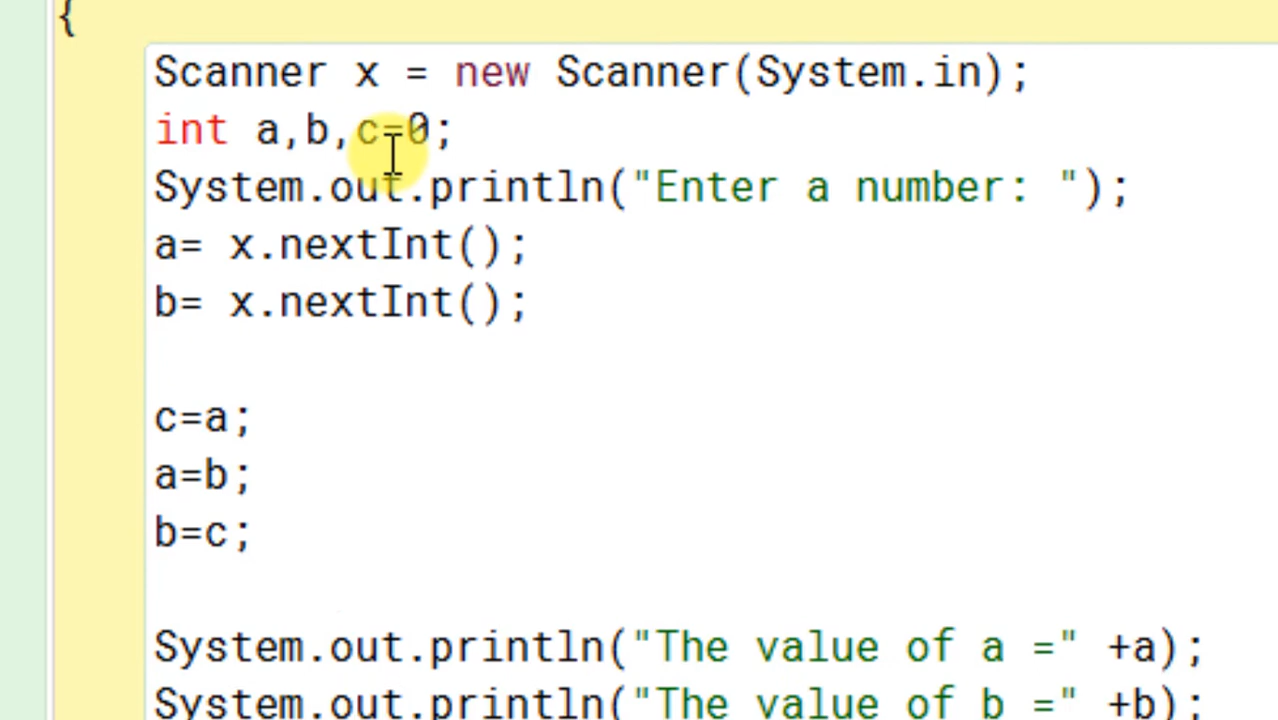 {
Scanner x = new Scanner(System.in);
int a,b,c=0;
System.out.println("Enter a number: ");
a= x.nextInt();
b= x.nextInt();
c=a;
a=b;
b=c;
System.out.println("The value of a =" +a);
System.out.println("The value of b =" +b);